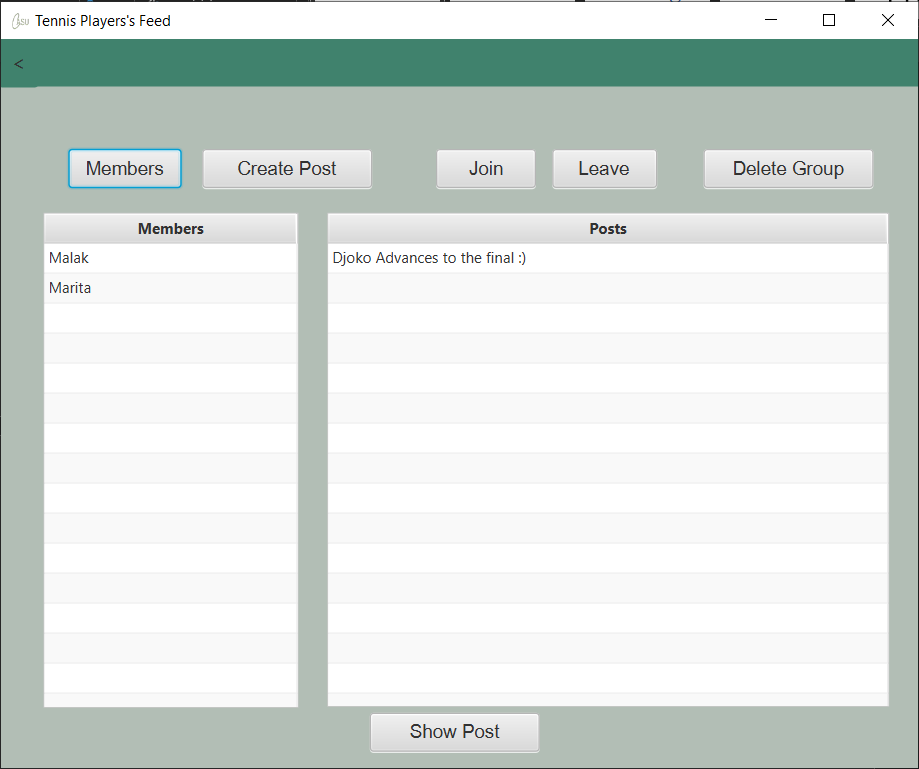 Tennis Players's Feed
<
Members Create Post Join Leave Delete Group
Members Posts
Malak Djoko Advances to the final :)
Marita
Show Post